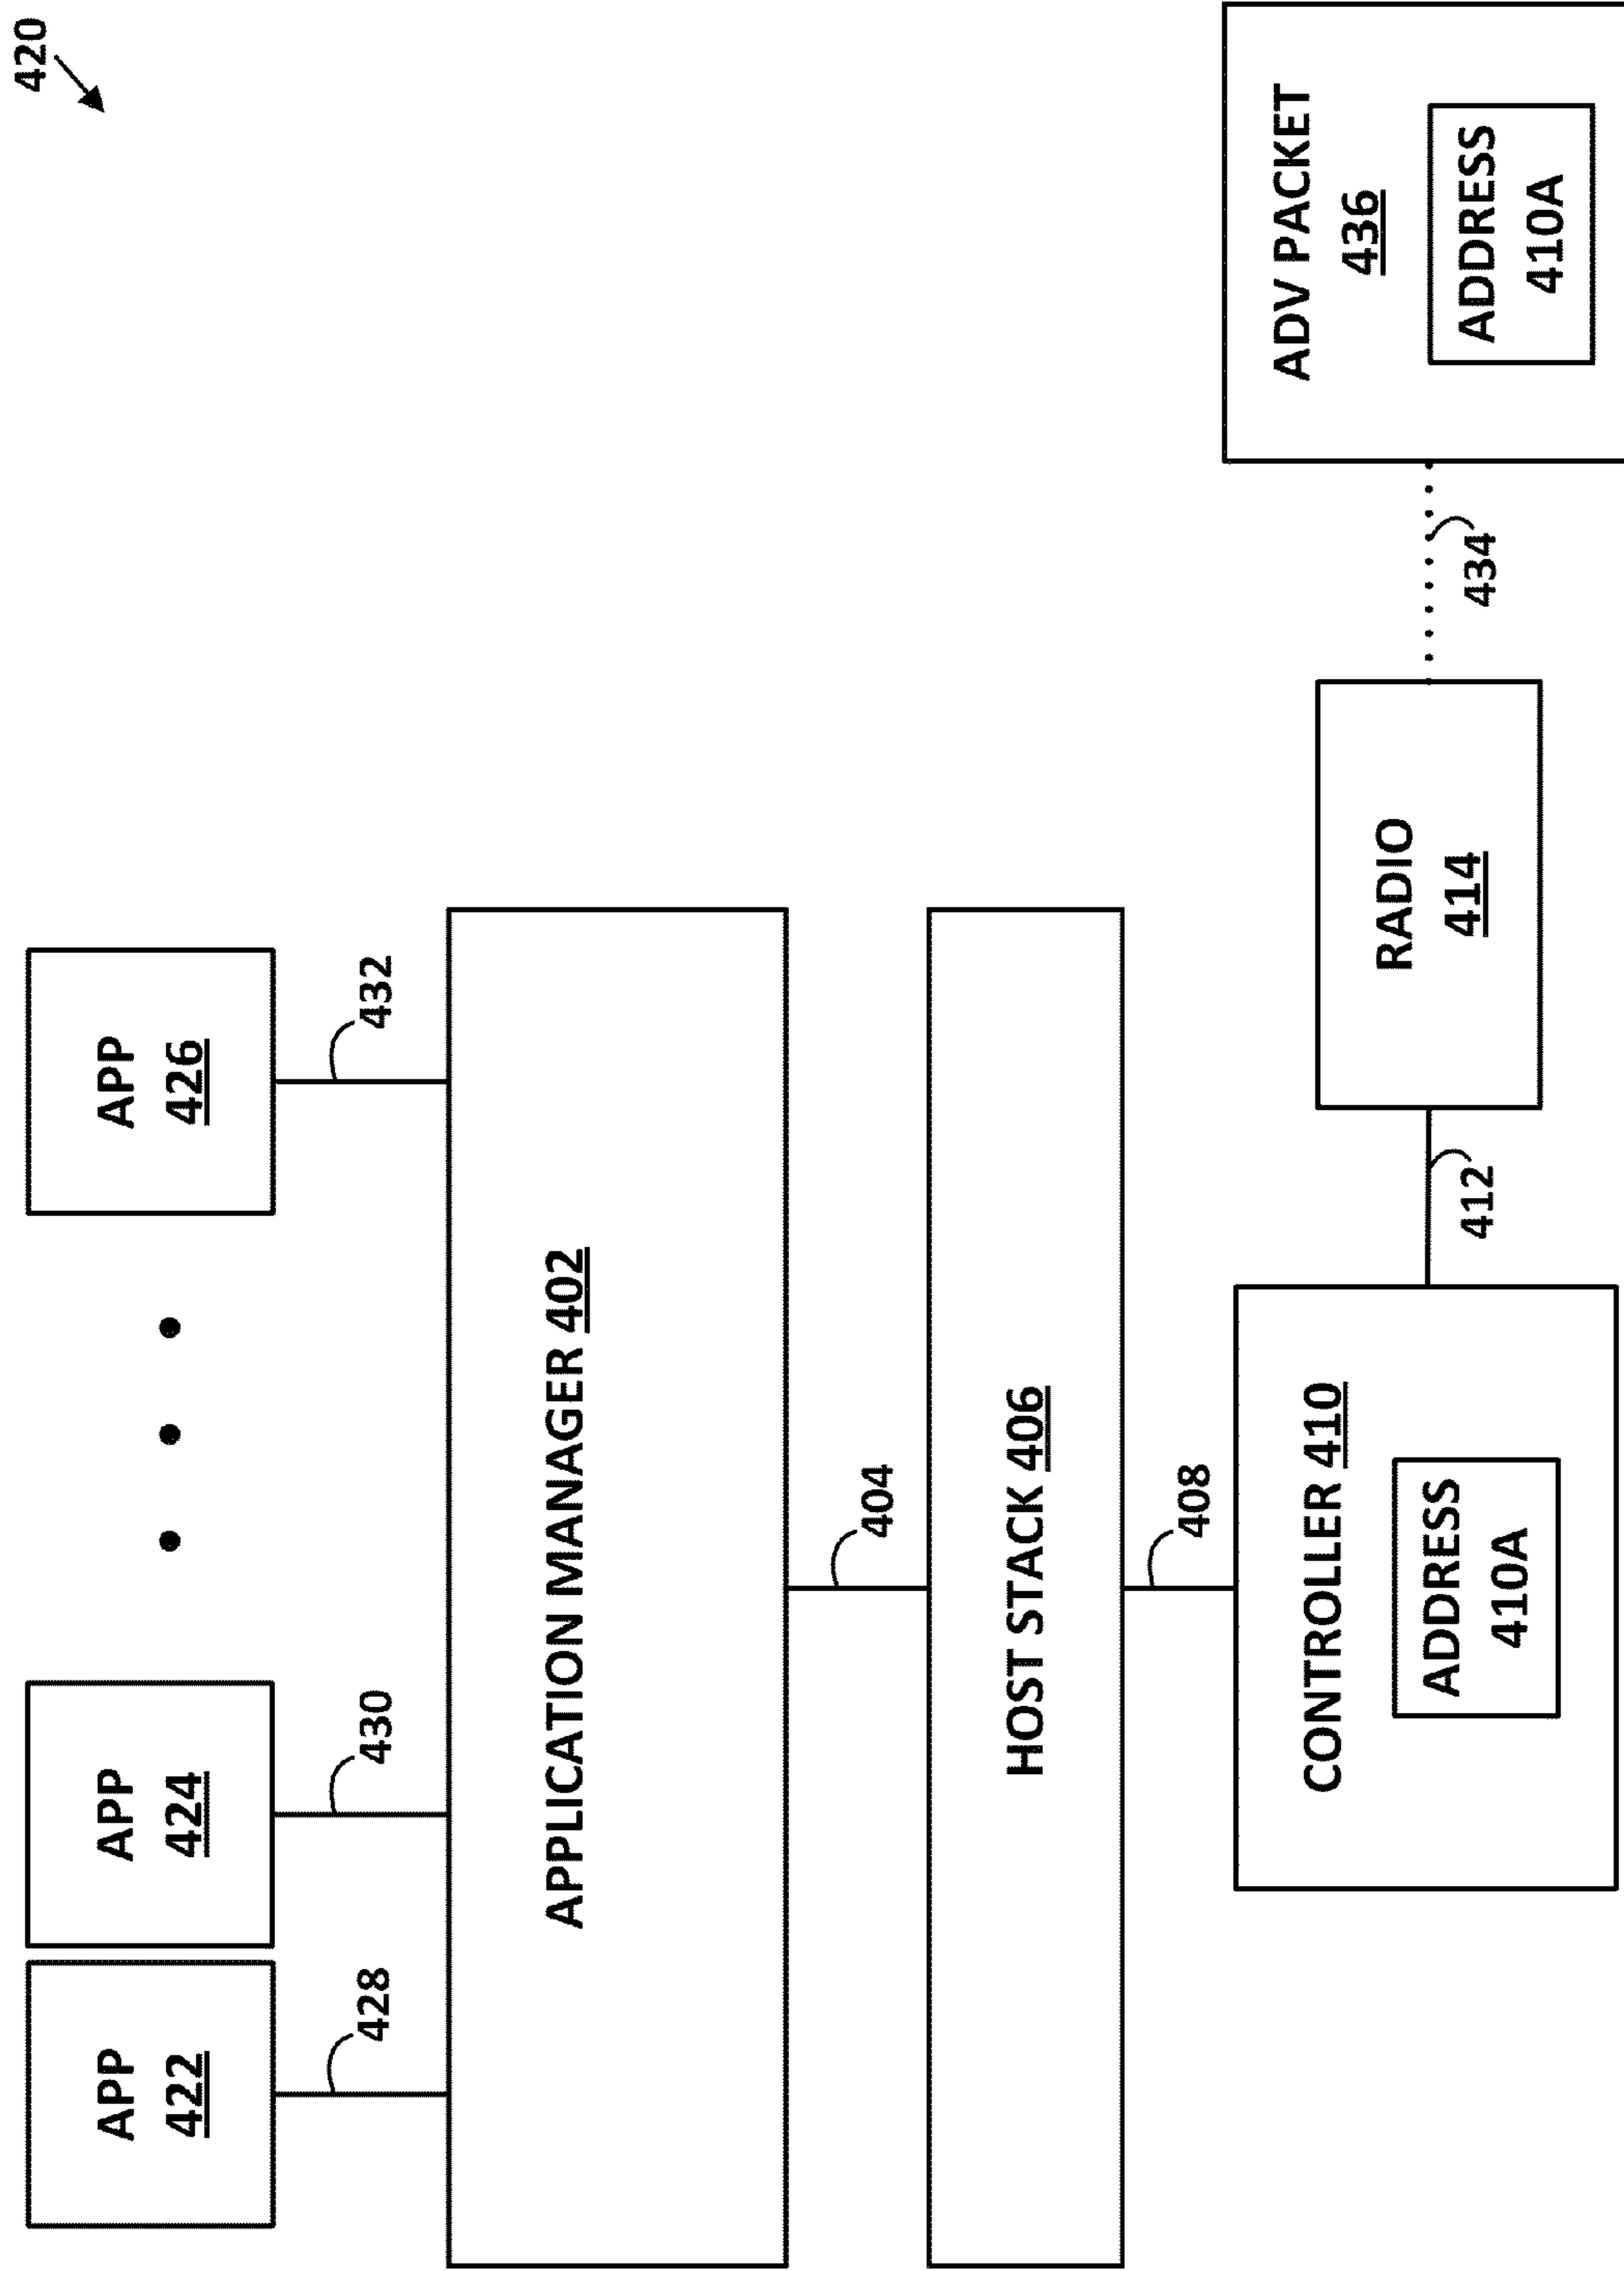 420
APP
422
APP
424
APP
426
428
430
432
APPLICATION MANAGER 402
404
HOST STACK 406
408
CONTROLLER 410
ADDRESS
410A
412
RADIO
414
434
ADV PACKET
436
ADDRESS
410A